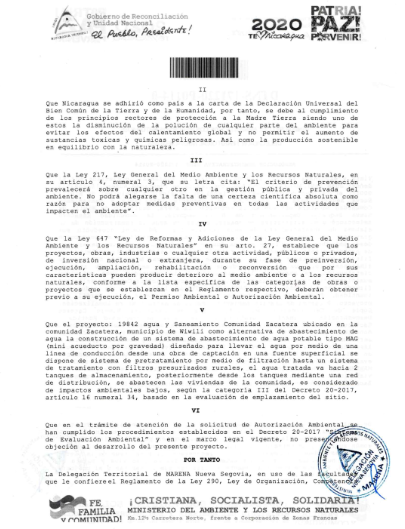 Gobierno de Reconciliación
y Unidad Nacional
El Pueblo, Presidente!
2020
TE Nicaragua
PATRIA!
PAZ!
PORVENIR!
II
Que Nicaragua se adhirió como país a la carta de la Declaración Universal del
Bien Común de la Tierra y de la Humanidad, por tanto, se debe al cumplimiento
de los principios rectores de protección a la Madre Tierra siendo uno de
estos la disminución de la polución de cualquier parte del ambiente para
evitar los efectos del calentamiento global y no permitir el aumento de
sustancias toxicas y químicas peligrosas. Así como la producción sostenible
en equilibrio con la naturaleza.
III
Que la Ley 217, Ley General del Medio Ambiente y los Recursos Naturales, en
su artículo 4, numeral 3, que su letra cita: "El criterio de prevención
prevalecerá sobre cualquier otro en la gestión pública y privada del
ambiente. No podrá alegarse la falta de una certeza científica absoluta como
razón para no adoptar medidas preventivas en todas las actividades que
impacten el ambiente".
IV
Que la Ley 647 "Ley de Reformas y Adiciones de la Ley General del Medio
Ambiente y los Recursos Naturales" en su arto. 27, establece que los
proyectos, obras, industrias o cualquier otra actividad, públicos o privados,
de inversión nacional o extranjera, durante su fase de preinversión,
ejecución, ampliación, rehabilitación o reconversión que por sus
características pueden producir deterioro al medio ambiente o a los recursos
naturales, conforme a la lista específica de las categorías de obras o
proyectos que se establezcan en el Reglamento respectivo, deberán obtener
previo a su ejecución, el Permiso Ambiental o Autorización Ambiental.
V
Que el proyecto: 19842 agua y Saneamiento Comunidad Zacatera ubicado en la
comunidad Zacatera, municipio de Wiwilí como alternativa de abastecimiento de
agua la construcción de un sistema de abastecimiento de agua potable tipo MAG
(mini acueducto por gravedad) diseñado para llevar el agua por medio de una
línea de conducción desde una obra de captación en una fuente superficial se
dispone de sistema de pretratamiento por medio de filtración hasta un sistema
de tratamiento con filtros presurizados rurales, el agua tratada va hacía 2
tanques de almacenamiento, posteriormente desde los tanques mediante una red
de distribución, se abastecen las viviendas de la comunidad, es considerado
de impactos ambientales bajos, según la categoría III del Decreto 20-2017,
artículo 16 numeral 34, basado en la evaluación de emplazamiento del sitio.
VI
Que en el trámite de atención de la solicitud de Autorización Ambiental se
han cumplido los procedimientos establecidos en el Decreto 20-2017 "Sistema
de Evaluación Ambiental" y en el marco legal vigente, no presentándose
objeción al desarrollo del presente proyecto.
POR TANTO
La Delegación Territorial de MARENA Nueva Segovia, en uso de las facultades
que le confiere el Reglamento de la Ley 290, Ley de Organización,
MARENA
FE,
FAMILIA
Y COMUNIDAD!
¡CRISTIANA, SOCIALISTA, SOLIDARIA!
MINISTERIO DEL AMBIENTE Y LOS RECURSOS NATURALES
Km.12½ Carretera Norte, frente a Corporación de Zonas Francas